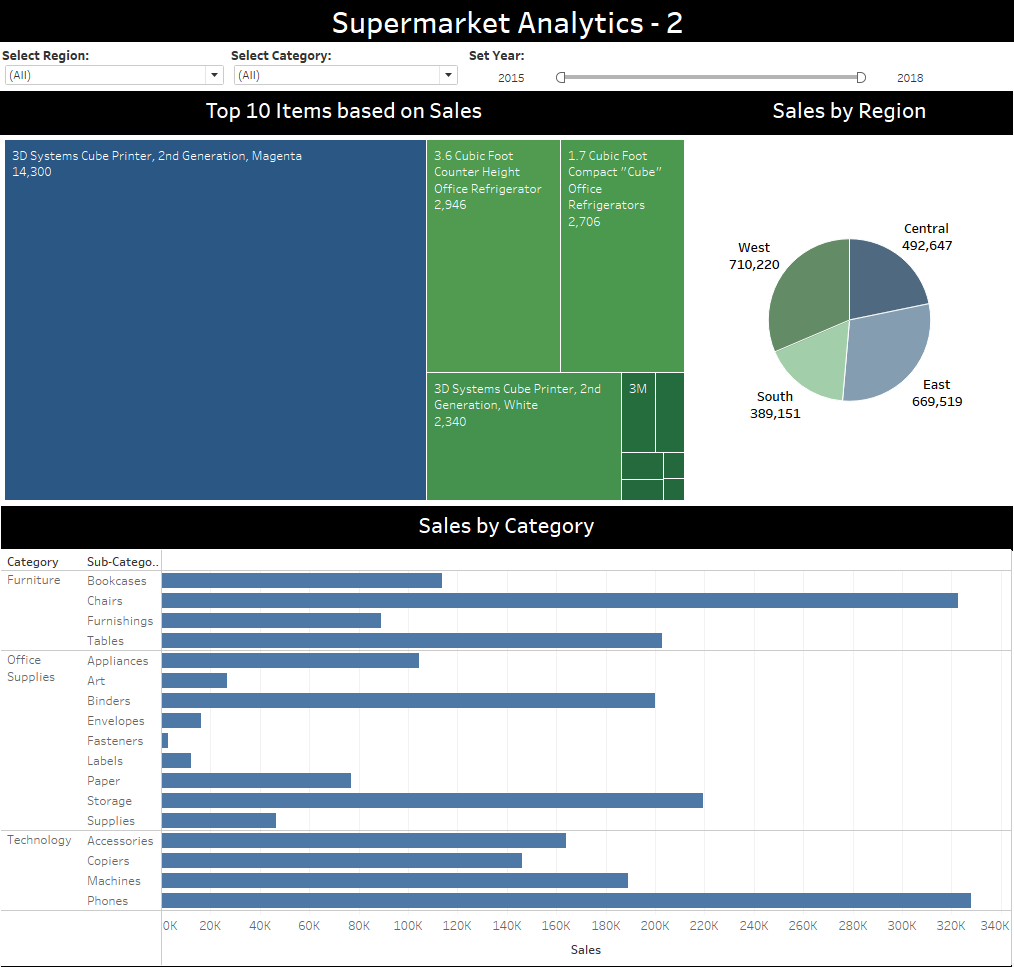 Supermarket Analytics - 2
Select Region:
Select Category:
Set Year:
(All)
(All)
2015
2018
Top 10 Items based on Sales
Sales by Region
3D Systems Cube Printer, 2nd Generation, Magenta
14,300
3.6 Cubic Foot
Counter Height
Office Refrigerator
2,946
1.7 Cubic Foot
Compact "Cube"
Office
Refrigerators
2,706
3D Systems Cube Printer, 2nd
Generation, White
2,340
3M
Central
492,647
West
710,220
East
669,519
South
389,151
Sales by Category
Category
Sub-Catego..
Furniture
Bookcases
Chairs
Furnishings
Tables
Office
Supplies
Appliances
Art
Binders
Envelopes
Fasteners
Labels
Paper
Storage
Supplies
Technology
Accessories
Copiers
Machines
Phones
0K 20K 40K 60K 80K 100K 120K 140K 160K 180K 200K 220K 240K 260K 280K 300K 320K 340K
Sales